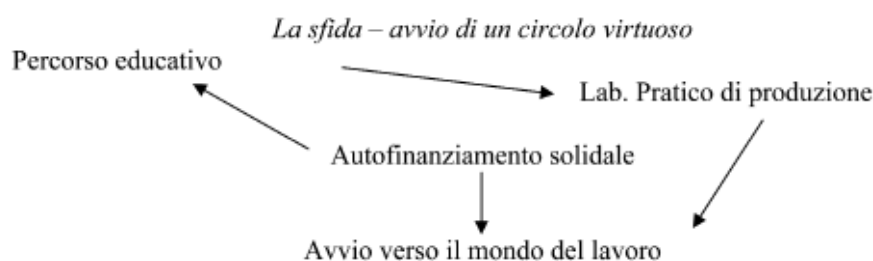 La sfida – avvio di un circolo virtuoso
Percorso educativo
Lab. Pratico di produzione
Autofinanziamento solidale
Avvio verso il mondo del lavoro